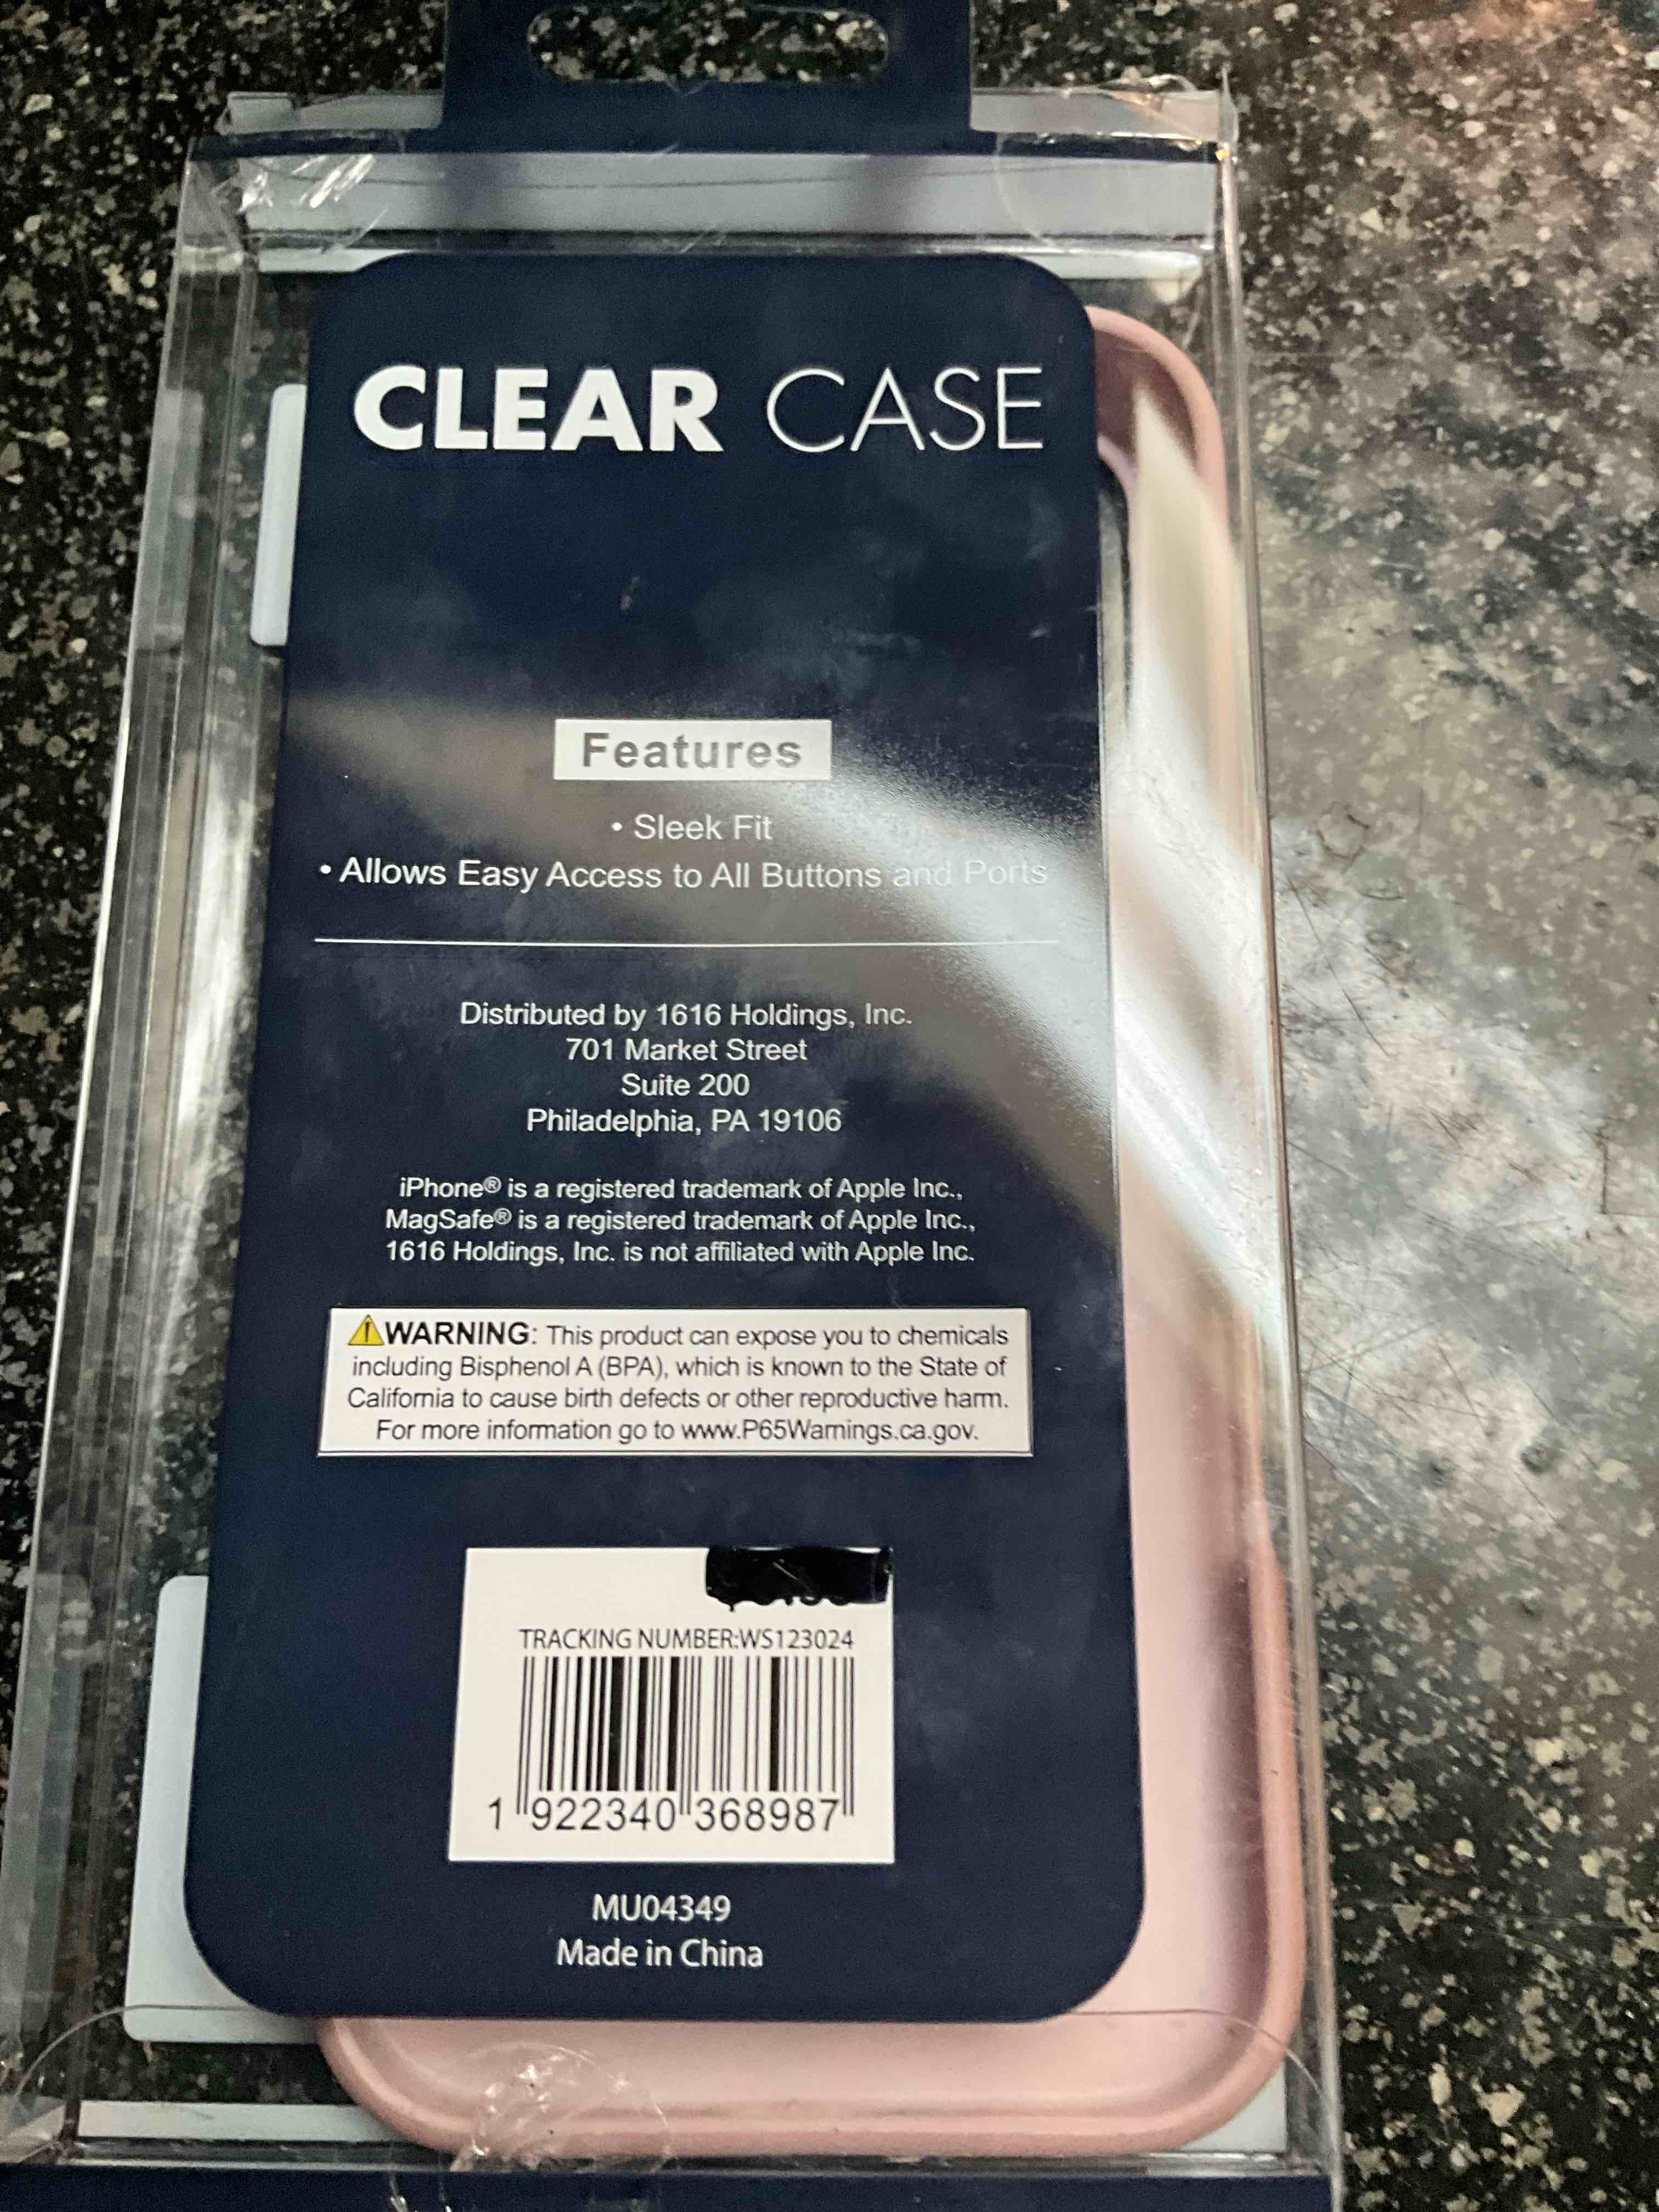 CLEAR CASE
Features
• Sleek Fit
• Allows Easy Access to All Buttons and Ports
Distributed by 1616 Holdings, Inc.
701 Market Street
Suite 200
Philadelphia, PA 19106
iPhone® is a registered trademark of Apple Inc.,
MagSafe® is a registered trademark of Apple Inc.,
1616 Holdings, Inc. is not affiliated with Apple Inc.
⚠WARNING: This product can expose you to chemicals
including Bisphenol A (BPA), which is known to the State of
California to cause birth defects or other reproductive harm.
For more information go to www.P65Warnings.ca.gov.
TRACKING NUMBER:WS123024
1 922340 368987
MU04349
Made in China